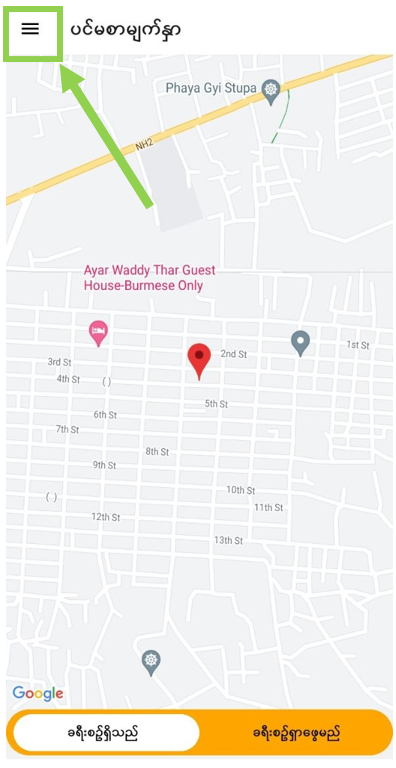 ပင်မစာမျက်နှာ
Phaya Gyi Stupa
NH2
Ayar Waddy Thar Guest
House-Burmese Only
1st St
2nd St
3rd St
4th St
( )
5th St
6th St
7th St
8th St
9th St
10th St
( )
11th St
12th St
13th St
Google
ခရီးစဉ်ရှိသည်
ခရီးစဉ်ရှာဖွေမည်